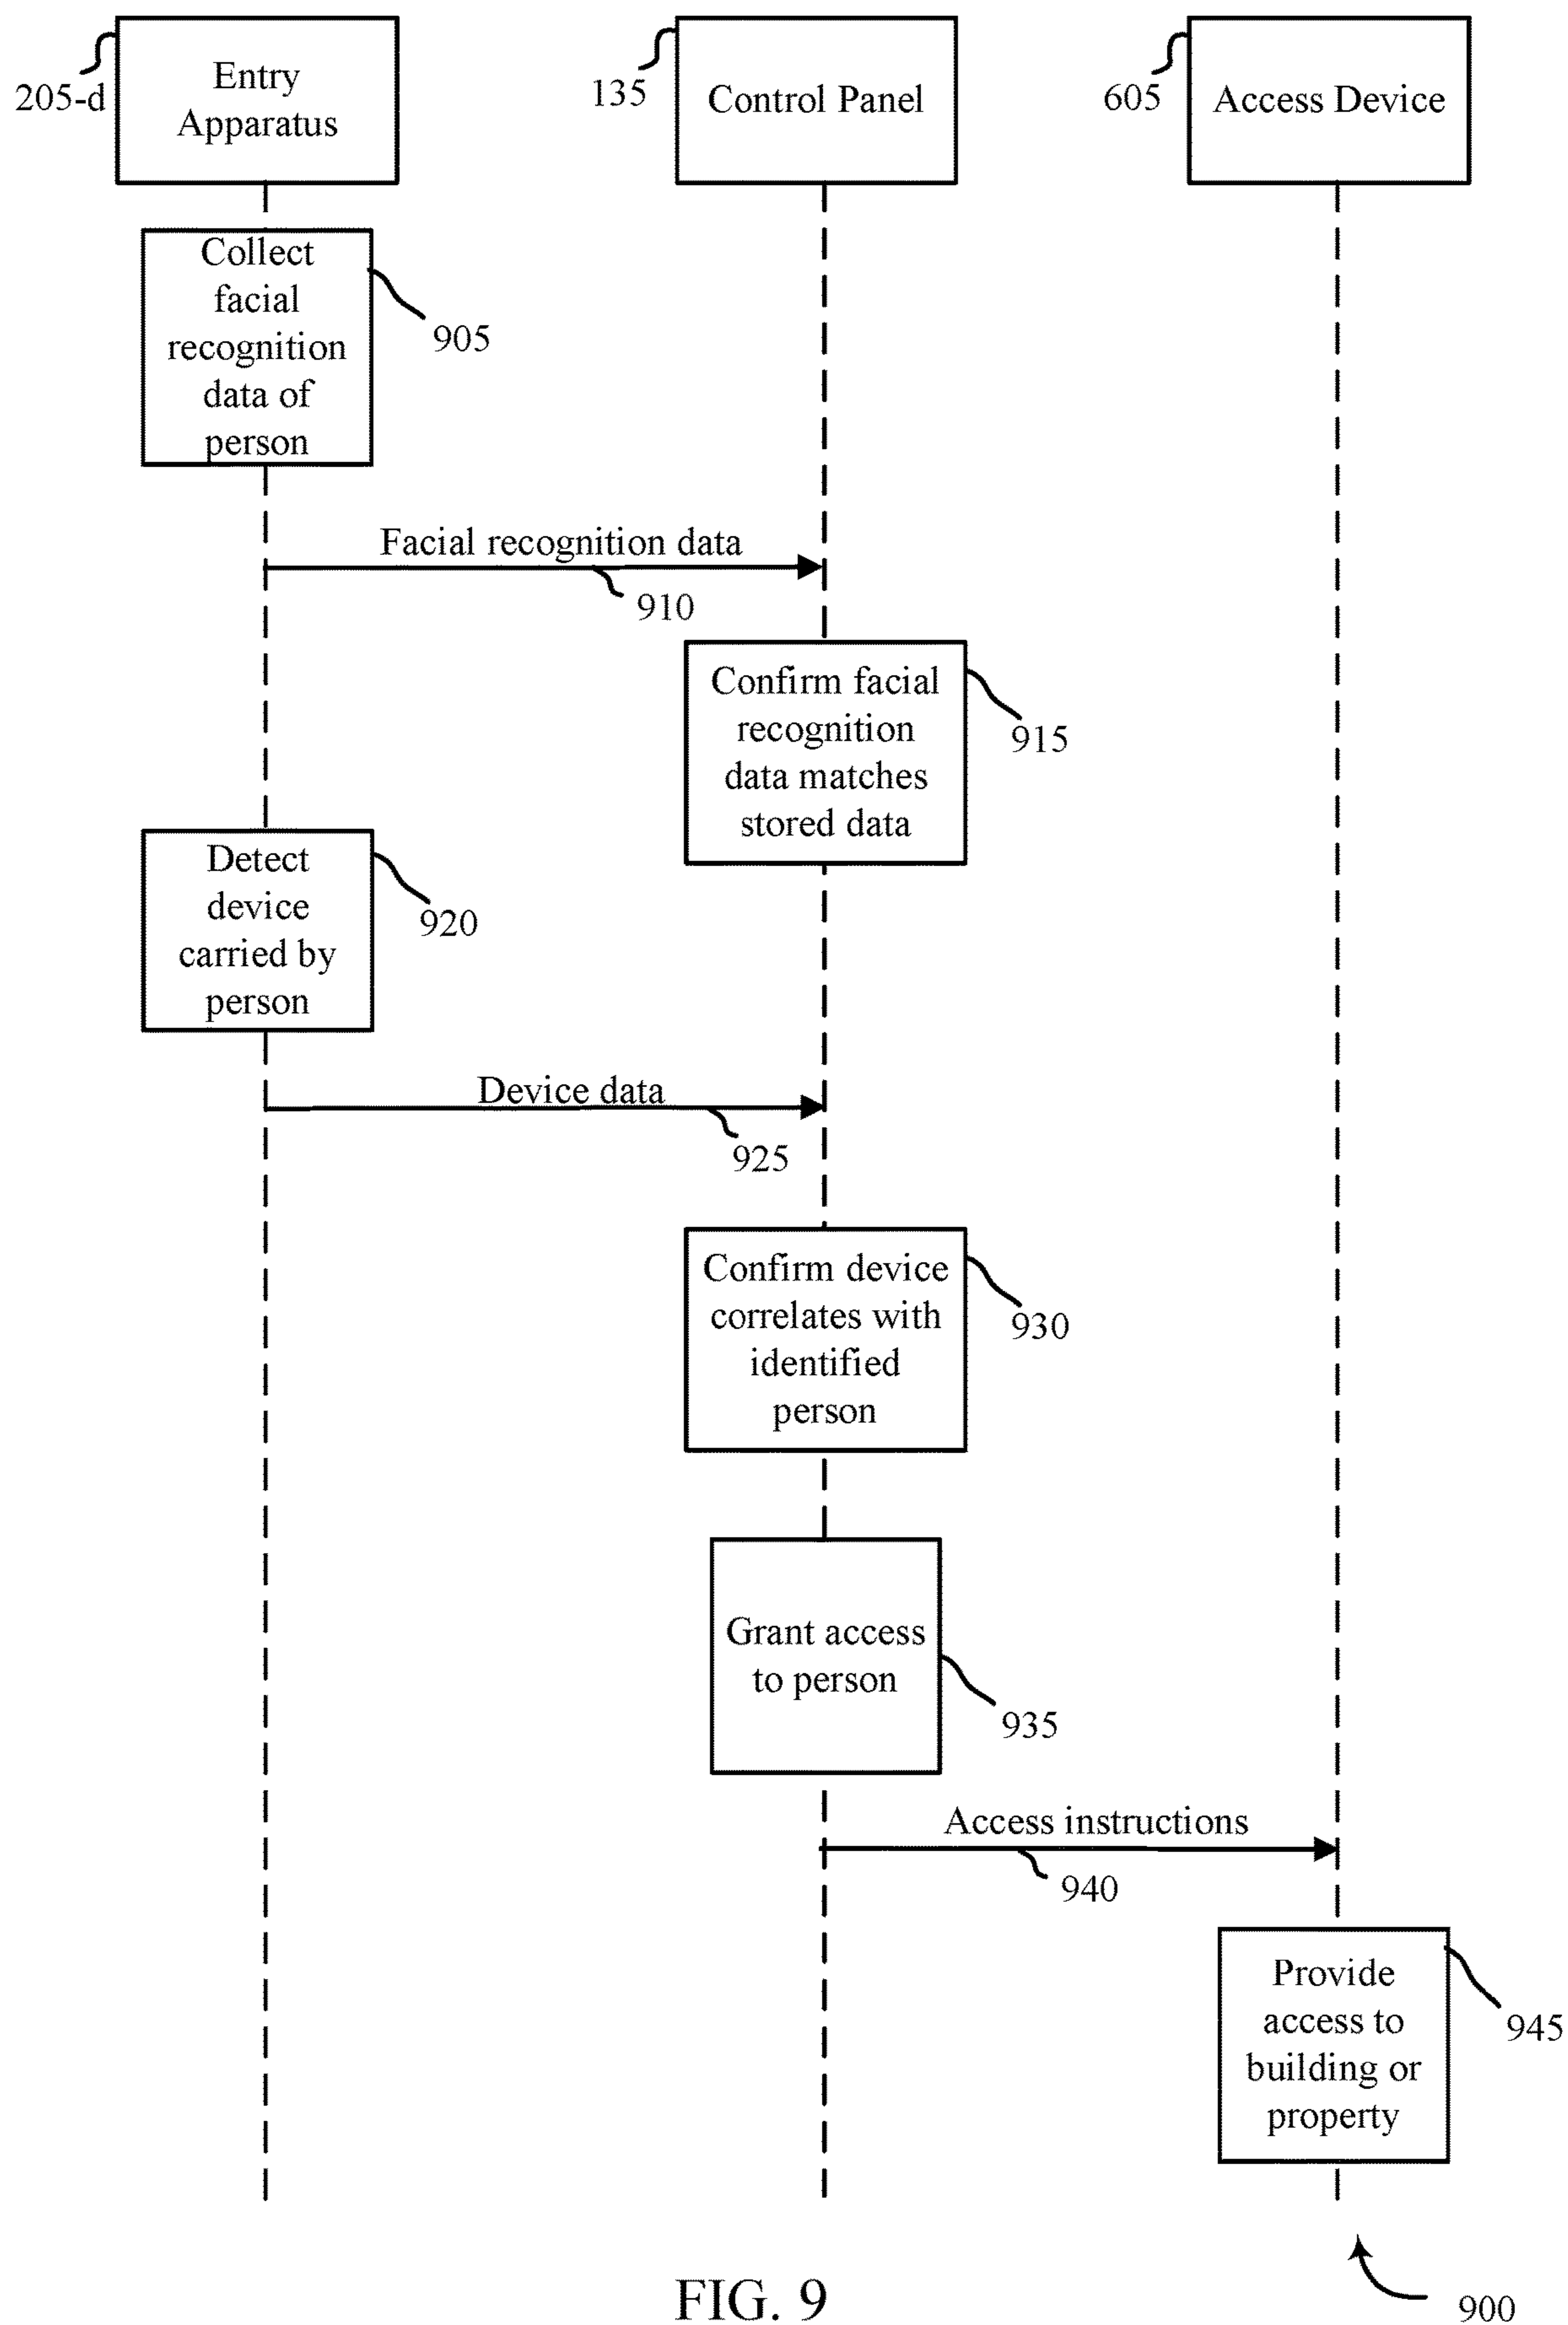 205-d
Entry
Apparatus
135
Control Panel
605
Access Device
Collect
facial
recognition
data of
person
905
Facial recognition data
910
Confirm facial
recognition
data matches
stored data
915
Detect
device
carried by
person
920
Device data
925
Confirm device
correlates with
identified
person
930
Grant access
to person
935
Access instructions
940
Provide
access to
building or
property
945
900
FIG. 9